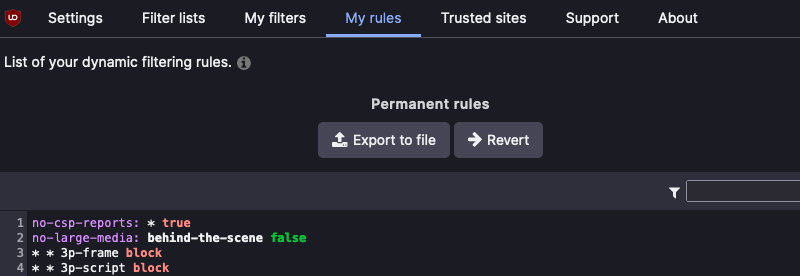 UD
Settings Filter lists My filters My rules Trusted sites Support About
List of your dynamic filtering rules.
Permanent rules
Export to file Revert
1 no-csp-reports: * true
2 no-large-media: behind-the-scene false
3 * * 3p-frame block
4 * * 3p-script block